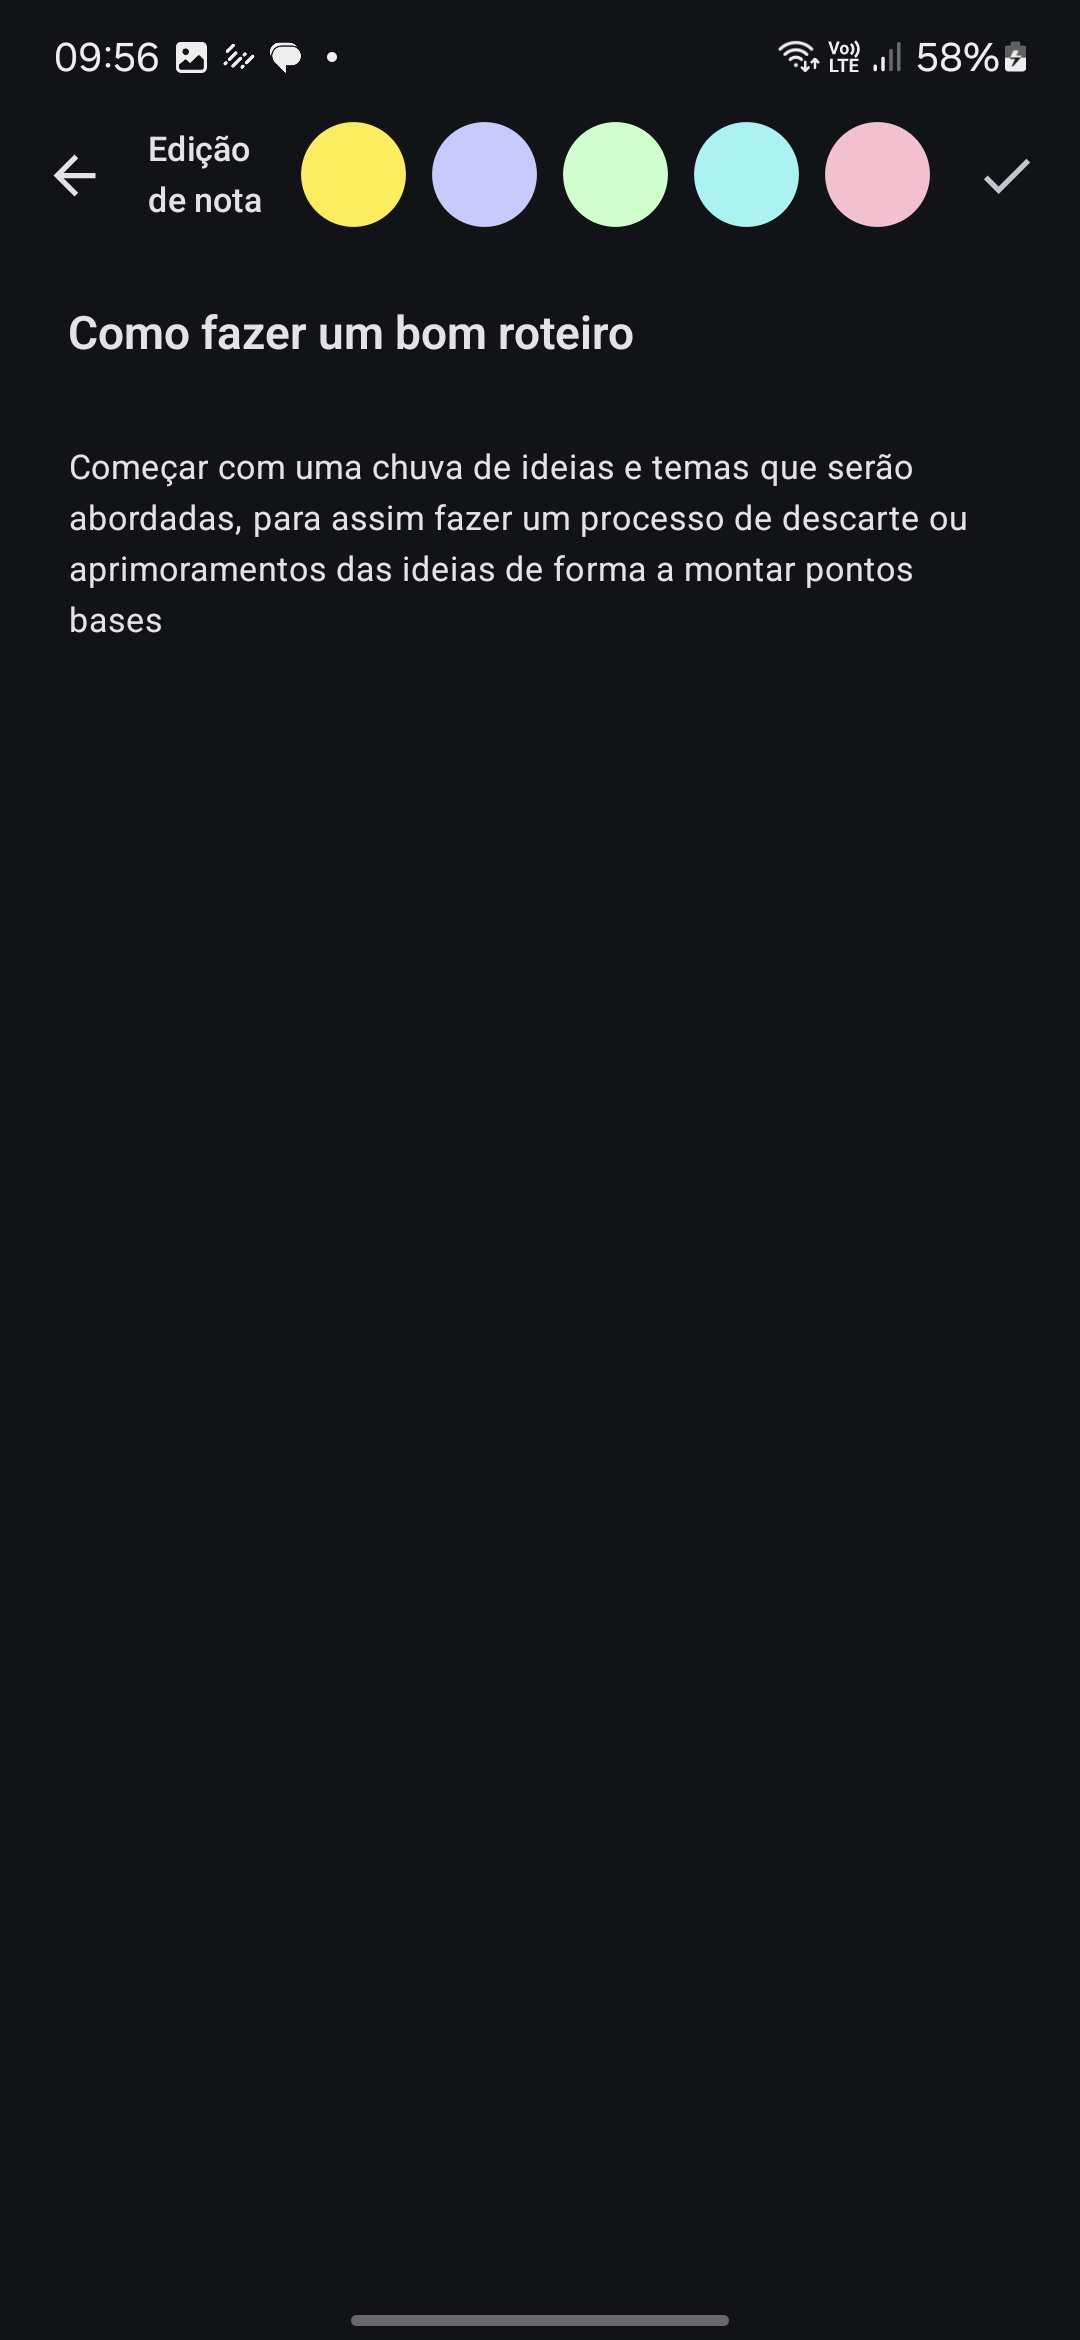 09:56
Vo)) LTE 58%
Edição
de nota
Como fazer um bom roteiro
Começar com uma chuva de ideias e temas que serão
abordadas, para assim fazer um processo de descarte ou
aprimoramentos das ideias de forma a montar pontos
bases